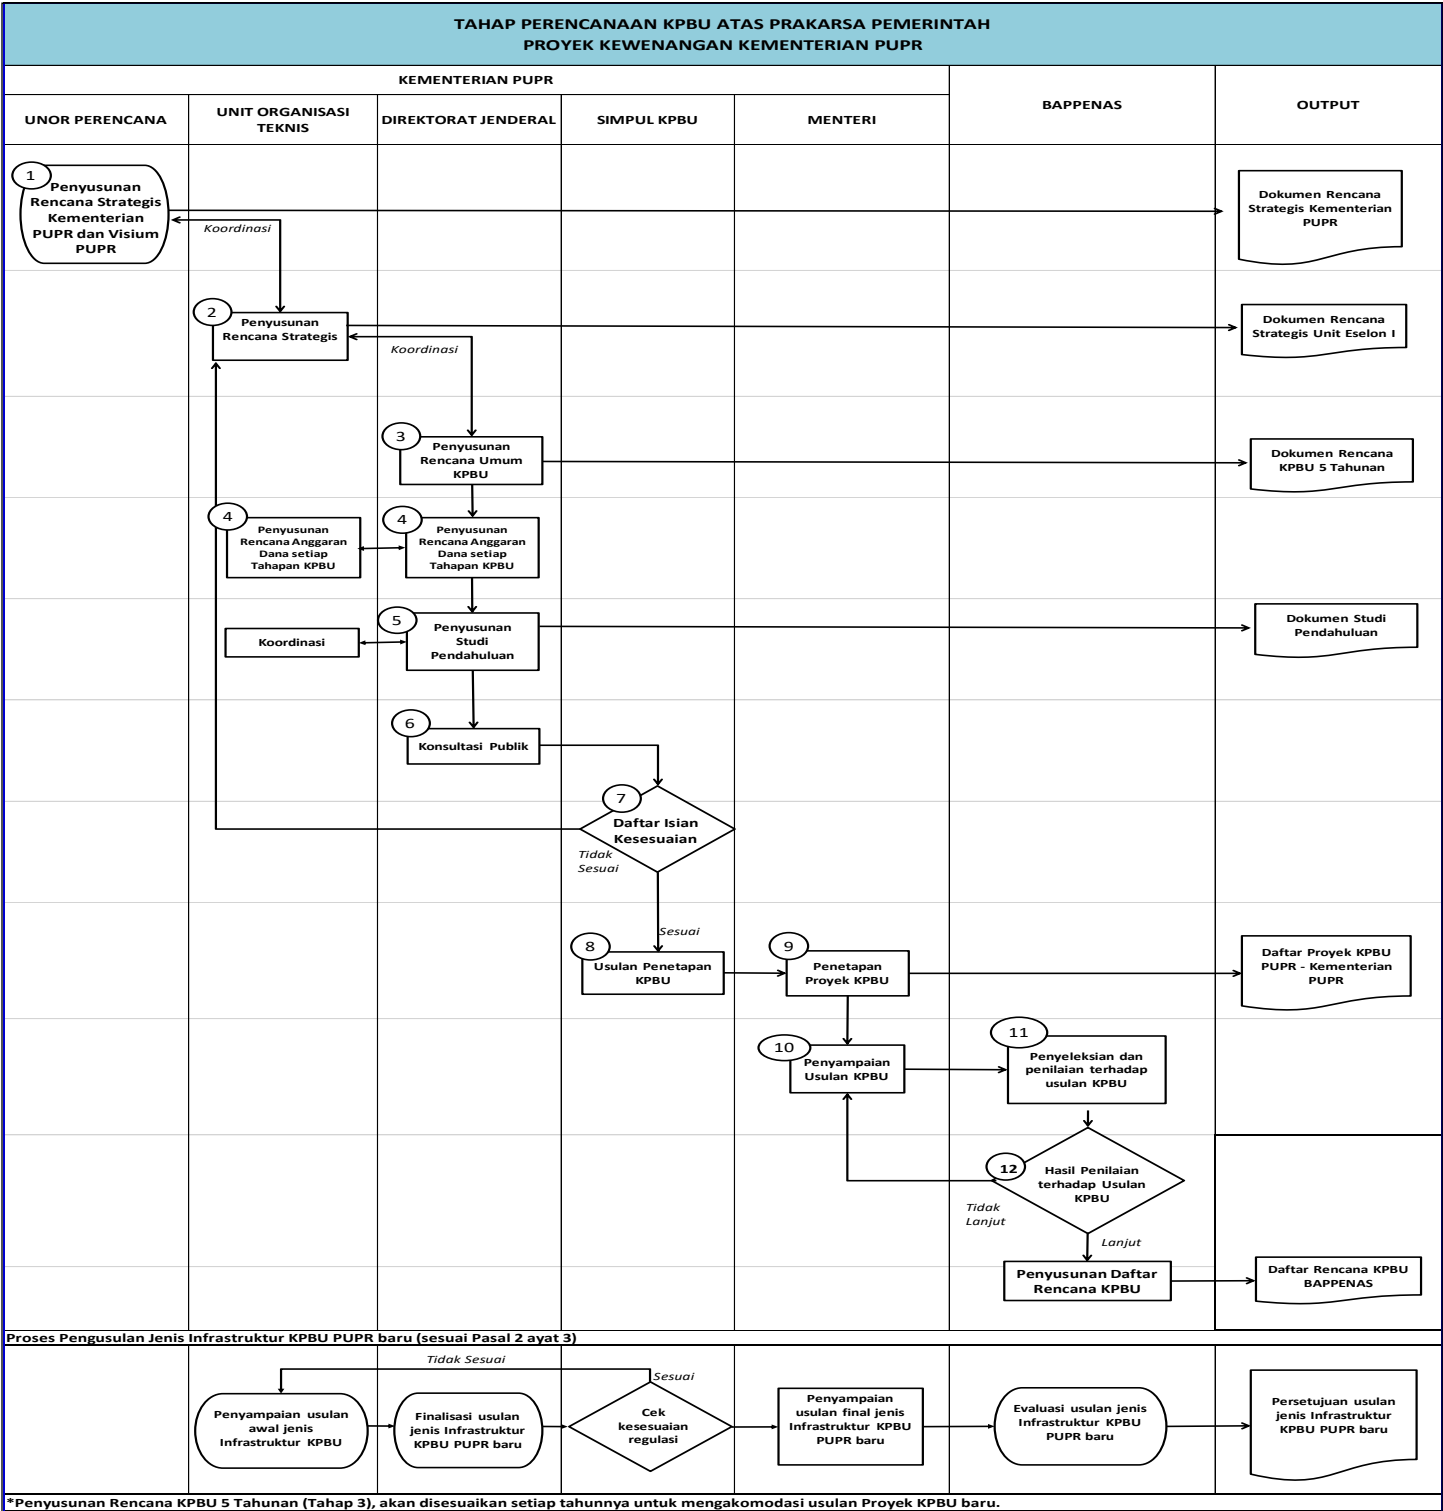 TAHAP PERENCANAAN KPBU ATAS PRAKARSA PEMERINTAH
PROYEK KEWENANGAN KEMENTERIAN PUPR
KEMENTERIAN PUPR
BAPPENAS
OUTPUT
UNOR PERENCANA
UNIT ORGANISASI
TEKNIS
DIREKTORAT JENDERAL
SIMPUL KPBU
MENTERI
1
Penyusunan
Rencana Strategis
Kementerian
PUPR dan Visium
PUPR
Koordinasi
Dokumen Rencana
Strategis Kementerian
PUPR
2
Penyusunan
Rencana Strategis
Koordinasi
Dokumen Rencana
Strategis Unit Eselon I
3
Penyusunan
Rencana Umum
KPBU
Dokumen Rencana
KPBU 5 Tahunan
4
Penyusunan
Rencana Anggaran
Dana setiap
Tahapan KPBU
4
Penyusunan
Rencana Anggaran
Dana setiap
Tahapan KPBU
Koordinasi
5
Penyusunan
Studi
Pendahuluan
Dokumen Studi
Pendahuluan
6
Konsultasi Publik
7
Daftar Isian
Kesesuaian
Tidak
Sesuai
Sesuai
8
Usulan Penetapan
KPBU
9
Penetapan
Proyek KPBU
Daftar Proyek KPBU
PUPR - Kementerian
PUPR
10
Penyampaian
Usulan KPBU
11
Penyeleksian dan
penilaian terhadap
usulan KPBU
12
Hasil Penilaian
terhadap Usulan
KPBU
Tidak
Lanjut
Lanjut
Penyusunan Daftar
Rencana KPBU
Daftar Rencana KPBU
BAPPENAS
Proses Pengusulan Jenis Infrastruktur KPBU PUPR baru (sesuai Pasal 2 ayat 3)
Tidak Sesuai
Sesuai
Penyampaian usulan
awal jenis
Infrastruktur KPBU
Finalisasi usulan
jenis Infrastruktur
KPBU PUPR baru
Cek
kesesuaian
regulasi
Penyampaian
usulan final jenis
Infrastruktur KPBU
PUPR baru
Evaluasi usulan jenis
Infrastruktur KPBU
PUPR baru
Persetujuan usulan
jenis Infrastruktur
KPBU PUPR baru
*Penyusunan Rencana KPBU 5 Tahunan (Tahap 3), akan disesuaikan setiap tahunnya untuk mengakomodasi usulan Proyek KPBU baru.